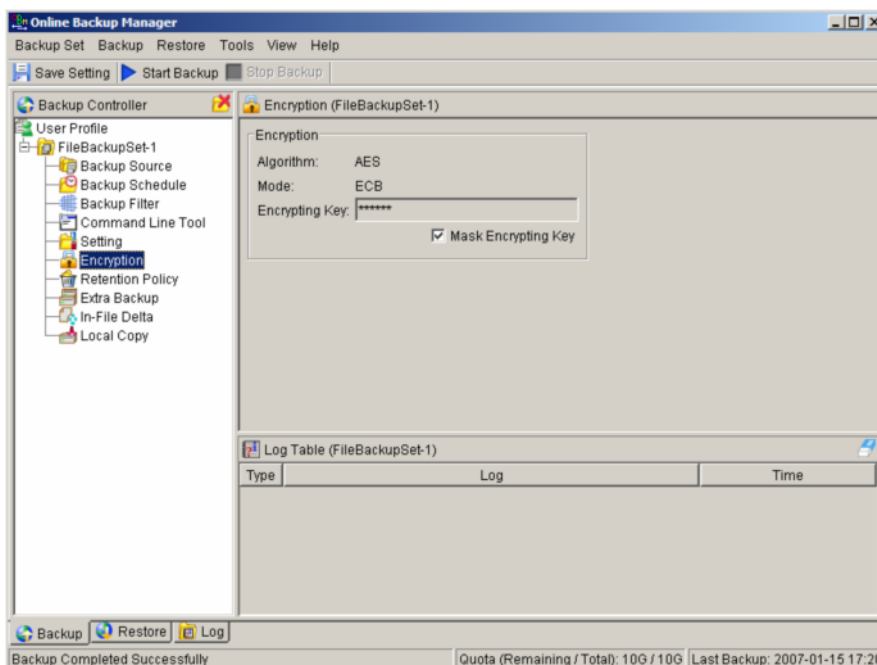 Online Backup Manager
Backup Set Backup Restore Tools View Help
Save Setting Start Backup Stop Backup
Backup Controller
User Profile
FileBackupSet-1
Backup Source
Backup Schedule
Backup Filter
Command Line Tool
Setting
Encryption
Retention Policy
Extra Backup
In-File Delta
Local Copy
Encryption (FileBackupSet-1)
Encryption
Algorithm: AES
Mode: ECB
Encrypting Key: ******
Mask Encrypting Key
Log Table (FileBackupSet-1)
Type Log Time
Backup Restore Log
Backup Completed Successfully
Quota (Remaining / Total): 10G / 10G
Last Backup: 2007-01-15